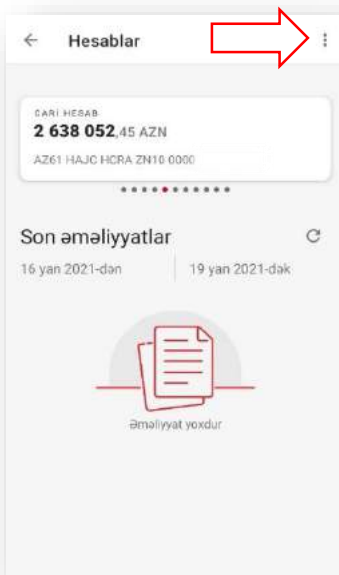 Hesablar
CARİ HESAB
2 638 052,45 AZN
AZ61 HAJC HCRA ZN10 0000
Son əməliyyatlar
16 yan 2021-dən 19 yan 2021-dək
Əməliyyat yoxdur